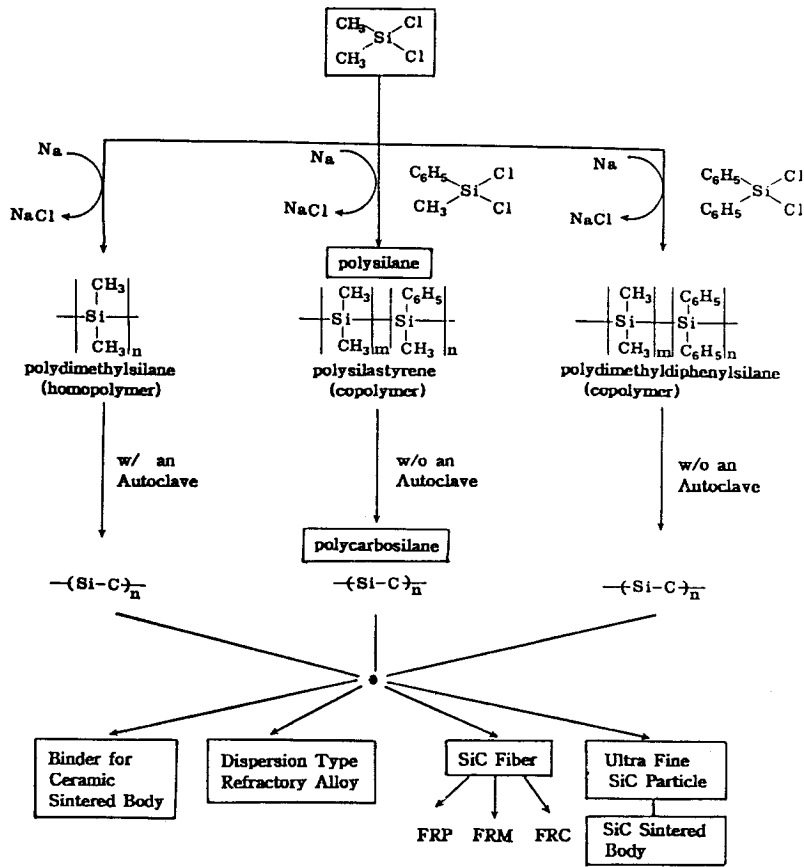 CH₃ Cl
Si
CH₃ Cl
Na
NaCl
Na
NaCl
C₆H₅ Cl
Si
CH₃ Cl
Na
NaCl
C₆H₅ Cl
Si
C₆H₅ Cl
polysilane
CH₃
Si
CH₃ n
polydimethylsilane
(homopolymer)
CH₃ C₆H₅
Si Si
CH₃ m CH₃ n
polysilastyrene
(copolymer)
CH₃ C₆H₅
Si Si
CH₃ m C₆H₅ n
polydimethyldiphenylsilane
(copolymer)
w/ an
Autoclave
w/o an
Autoclave
w/o an
Autoclave
polycarbosilane
-(Si-C)n
-(Si-C)n
-(Si-C)n
Binder for
Ceramic
Sintered Body
Dispersion Type
Refractory Alloy
SiC Fiber
FRP FRM FRC
Ultra Fine
SiC Particle
SiC Sintered
Body